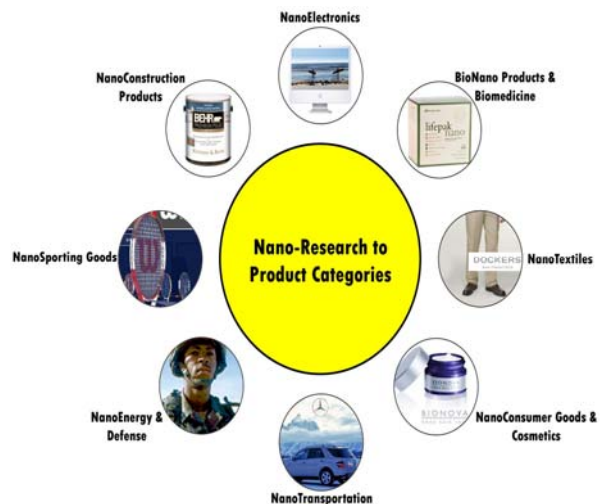 NanoElectronics
NanoConstruction
Products
BEHR
BioNano Products &
Biomedicine
lifepak
nano
NanoSporting Goods
W
Nano-Research to
Product Categories
DOCKERS
NanoTextiles
NanoEnergy &
Defense
BIONOVA
NanoConsumer Goods &
Cosmetics
NanoTransportation